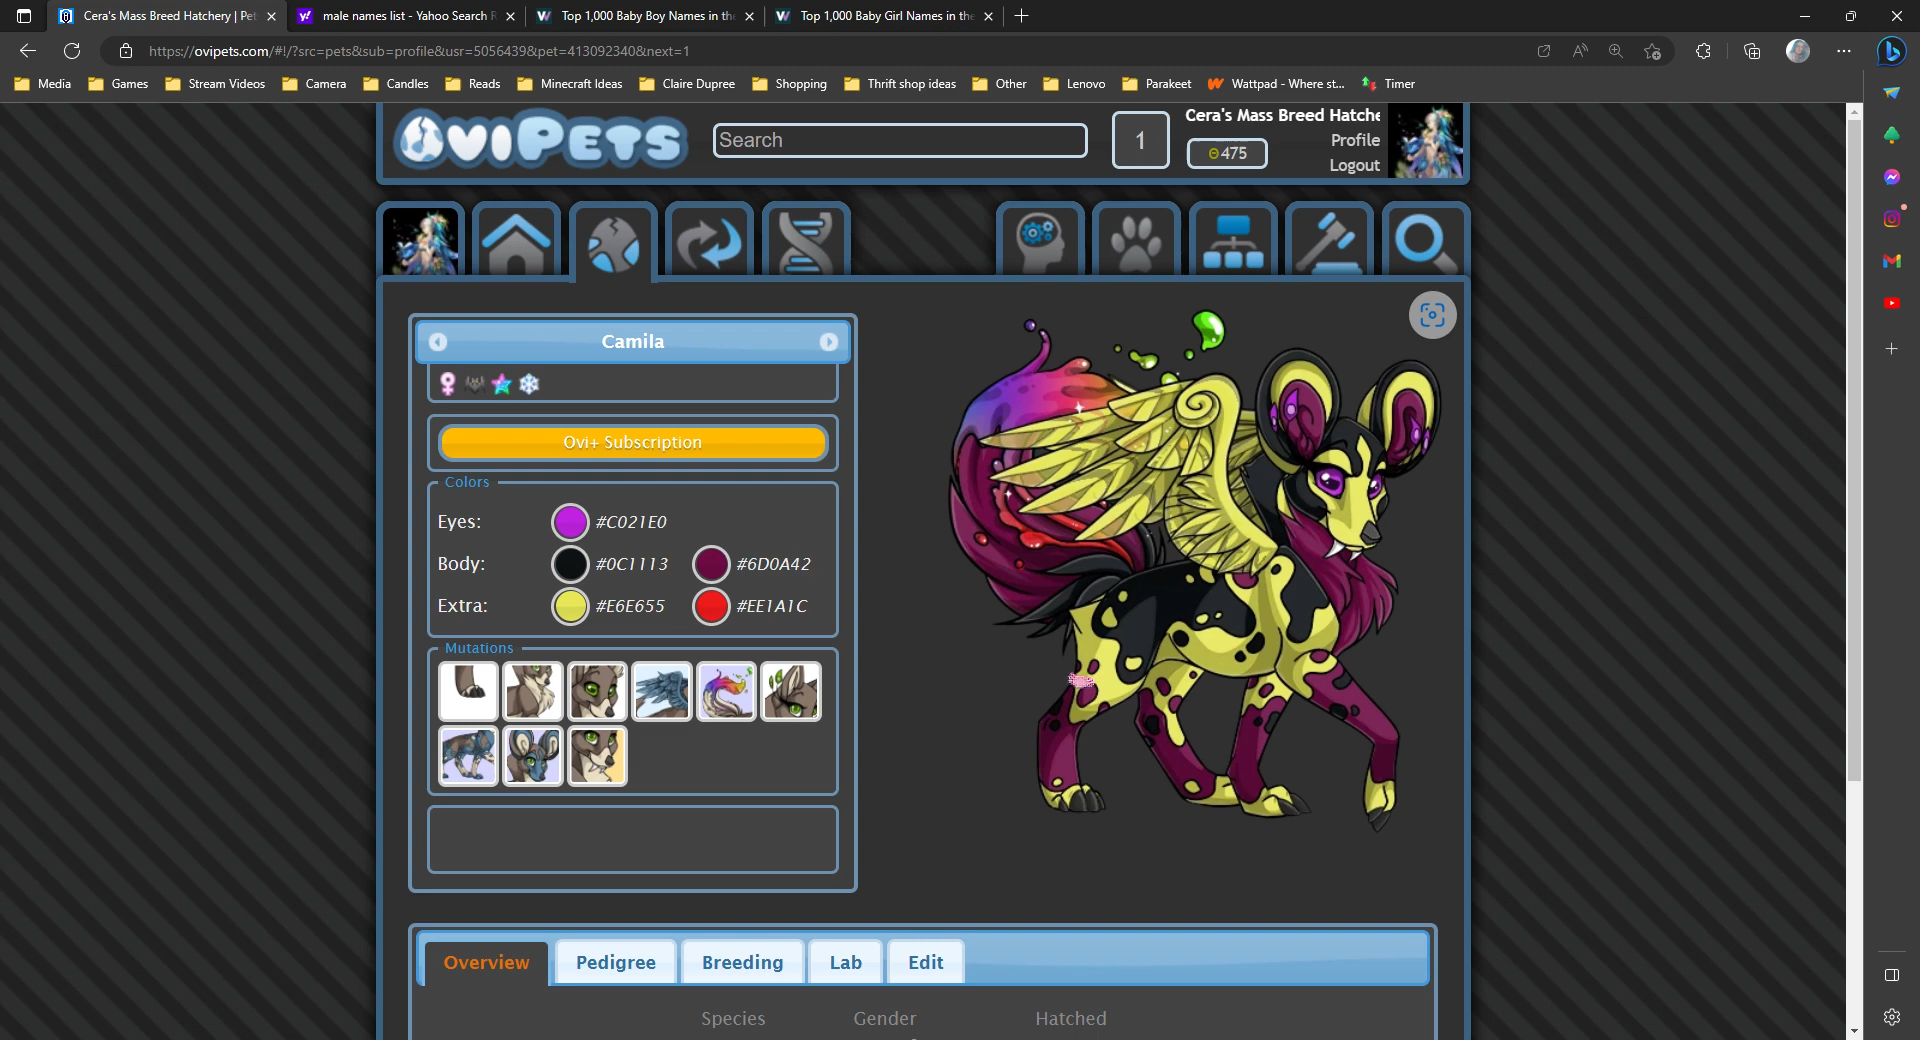 Cera's Mass Breed Hatchery | Pet
male names list - Yahoo Search R
Top 1,000 Baby Boy Names in the
Top 1,000 Baby Girl Names in the
https://ovipets.com/#!/?src=pets&sub=profile&usr=5056439&pet=413092340&next=1
Media Games Stream Videos Camera Candles Reads Minecraft Ideas Claire Dupree Shopping Thrift shop ideas Other Lenovo Parakeet Wattpad - Where st... Timer
OviPets
Search
1
Cera's Mass Breed Hatche
475
Profile
Logout
Camila
Ovi+ Subscription
Colors
Eyes: #C021E0
Body: #0C1113 #6D0A42
Extra: #E6E655 #EE1A1C
Mutations
Overview Pedigree Breeding Lab Edit
Species Gender Hatched